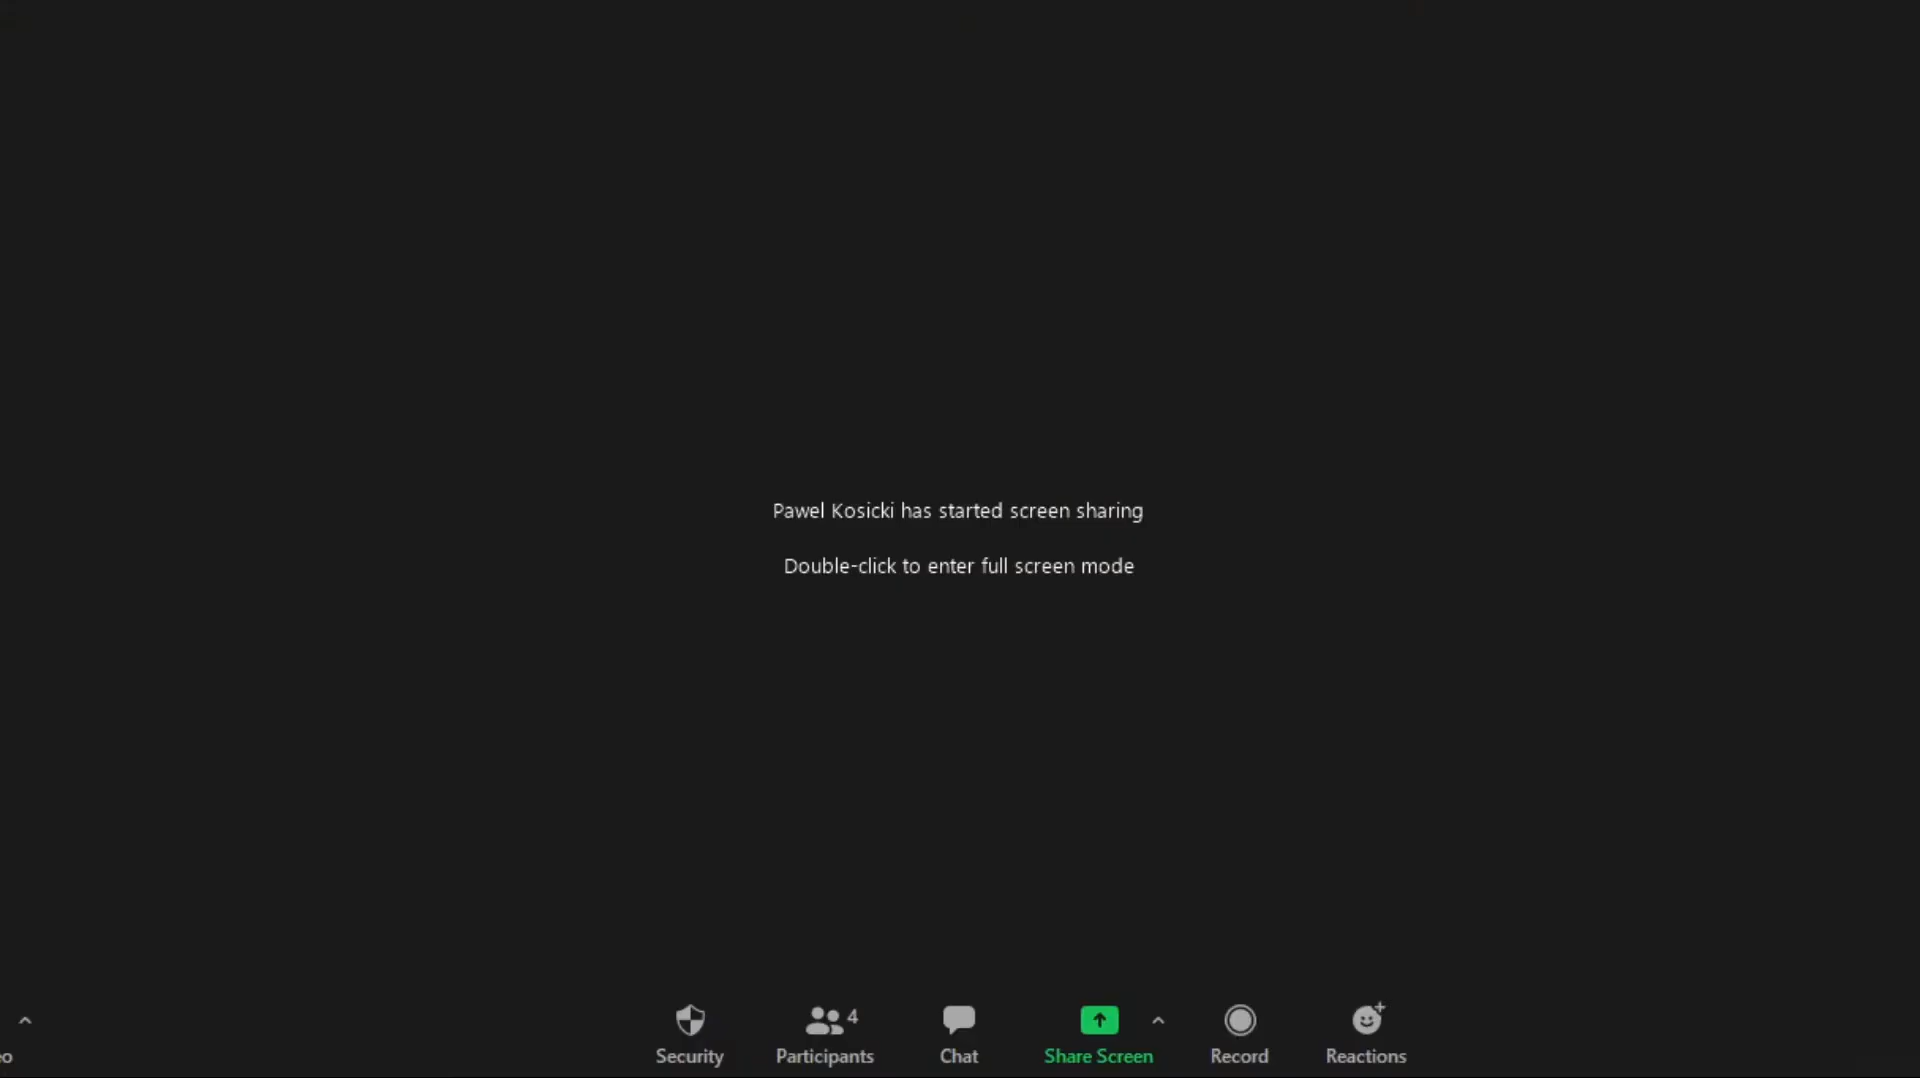 Pawel Kosicki has started screen sharing
Double-click to enter full screen mode
4
eo
Security
Participants
Chat
Share Screen
Record
Reactions